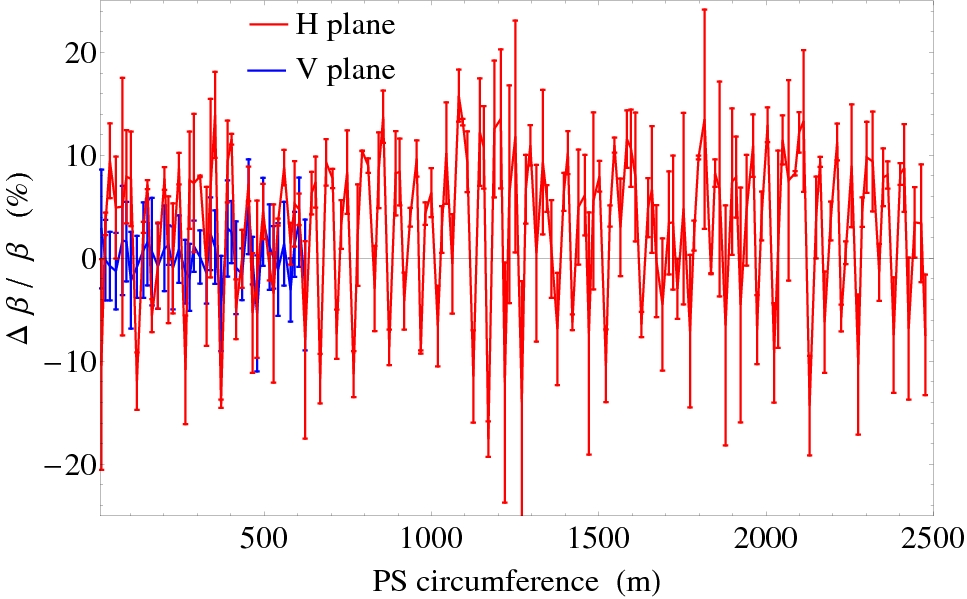 H plane
V plane
20
10
0
−10
−20
Δ β / β (%)
500 1000 1500 2000 2500
PS circumference (m)